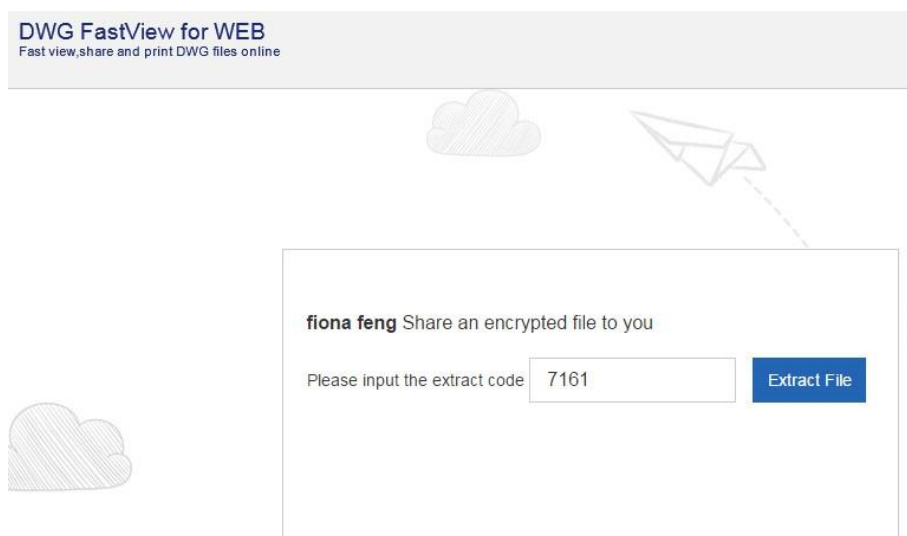 DWG FastView for WEB
Fast view,share and print DWG files online
fiona feng Share an encrypted file to you
Please input the extract code 7161 Extract File